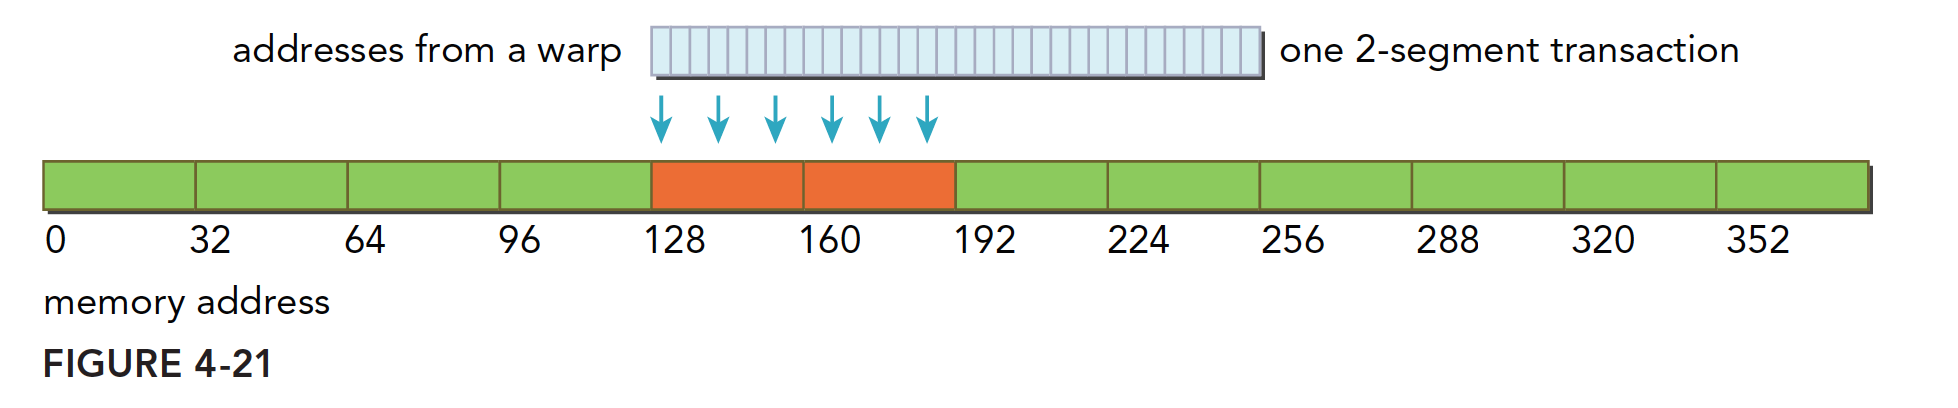 addresses from a warp
one 2-segment transaction
0 32 64 96 128 160 192 224 256 288 320 352
memory address
FIGURE 4-21